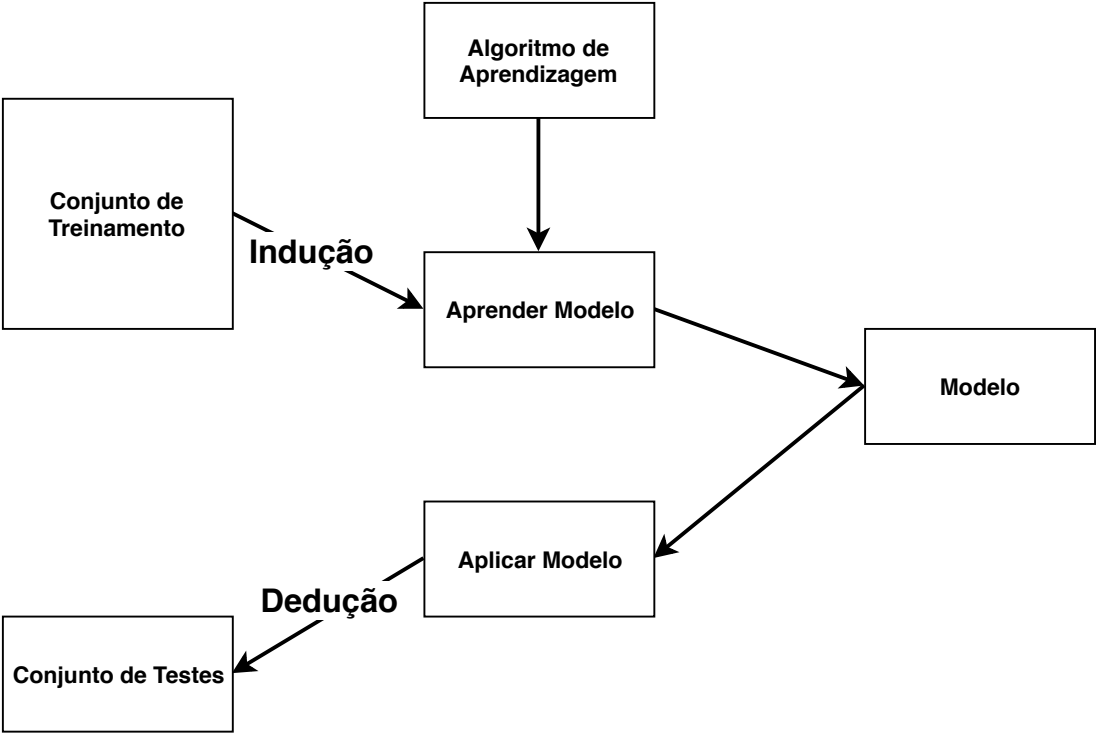 Algoritmo de
Aprendizagem
Conjunto de
Treinamento
Indução
Aprender Modelo
Modelo
Aplicar Modelo
Dedução
Conjunto de Testes